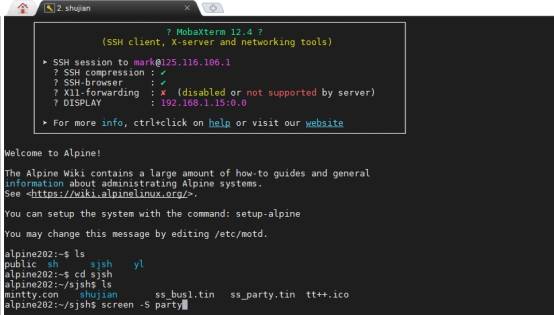 2. shujian
? MobaXterm 12.4 ?
(SSH client, X-server and networking tools)
➤ SSH session to mark@125.116.106.1
? SSH compression : ✔
? SSH-browser : ✔
? X11-forwarding : ✘ (disabled or not supported by server)
? DISPLAY : 192.168.1.15:0.0
➤ For more info, ctrl+click on help or visit our website
Welcome to Alpine!
The Alpine Wiki contains a large amount of how-to guides and general
information about administrating Alpine systems.
See <https://wiki.alpinelinux.org/>.
You can setup the system with the command: setup-alpine
You may change this message by editing /etc/motd.
alpine202:~$ ls
public sh sjsh yl
alpine202:~$ cd sjsh
alpine202:~/sjsh$ ls
mintty.con shujian ss_bus1.tin ss_party.tin tt++.ico
alpine202:~/sjsh$ screen -S party